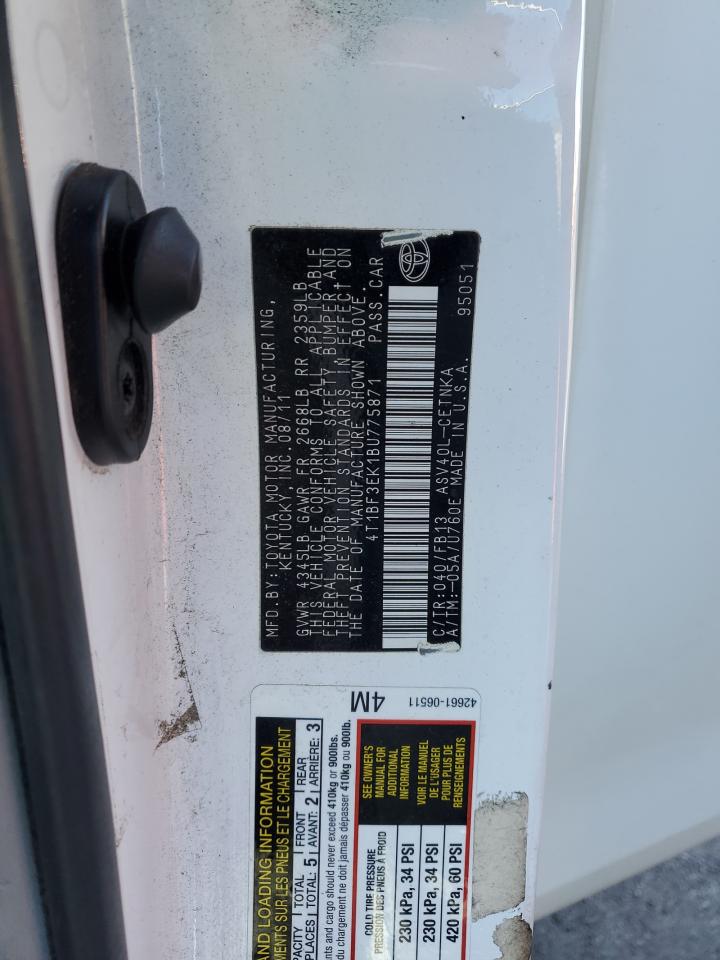 MFD.BY:TOYOTA MOTOR MANUFACTURING,
KENTUCKY,INC.08/11
GVWR 4345LB GAWR FR 2668LB RR 2359LB
THIS VEHICLE CONFORMS TO ALL APPLICABLE
FEDERAL MOTOR VEHICLE SAFETY, BUMPER,AND
THEFT PREVENTION STANDARDS IN EFFECT ON
THE DATE OF MANUFACTURE SHOWN ABOVE.
4T1BF3EK1BU775871 PASS.CAR
C/TR:040/FB13 ASV40L-CETNKA
A/TM:-05A/U760E MADE IN U.S.A. 95051
4M
42661-06511
AND LOADING INFORMATION
MENTS SUR LES PNEUS ET LE CHARGEMENT
PACITY TOTAL FRONT REAR
PLACES TOTAL: 5 AVANT: 2 ARRIÈRE: 3
nts and cargo should never exceed 410kg or 900lbs.
du chargement ne doit jamais dépasser 410kg ou 900lb.
COLD TIRE PRESSURE
PRESSION DES PNEUS À FROID
230 kPa, 34 PSI
230 kPa, 34 PSI
420 kPa, 60 PSI
SEE OWNER'S
MANUAL FOR
ADDITIONAL
INFORMATION
VOIR LE MANUEL
DE L'USAGER
POUR PLUS DE
RENSEIGNEMENTS